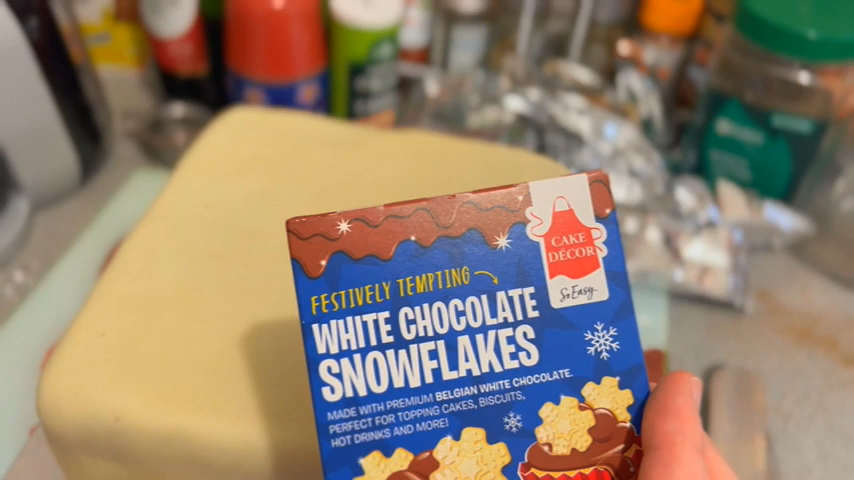 CAKE
DÉCOR
So Easy
FESTIVELY TEMPTING
WHITE CHOCOLATE
SNOWFLAKES
MADE WITH PREMIUM BELGIAN WHITE CHOCOLATE.
PERFECT FOR TOPPING CAKES, BISCUITS,
HOT DRINKS AND MORE!